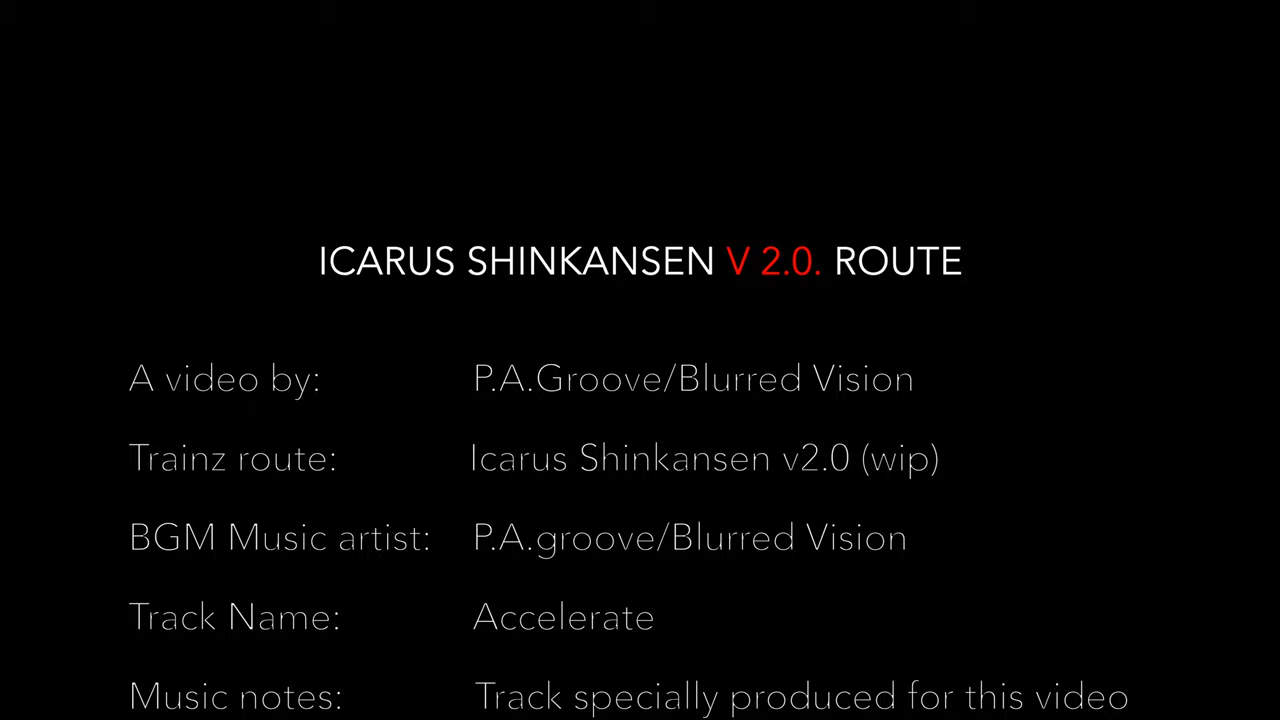 ICARUS SHINKANSEN V 2.0. ROUTE
A video by: P.A.Groove/Blurred Vision
Trainz route: Icarus Shinkansen v2.0 (wip)
BGM Music artist: P.A.groove/Blurred Vision
Track Name: Accelerate
Music notes: Track specially produced for this video